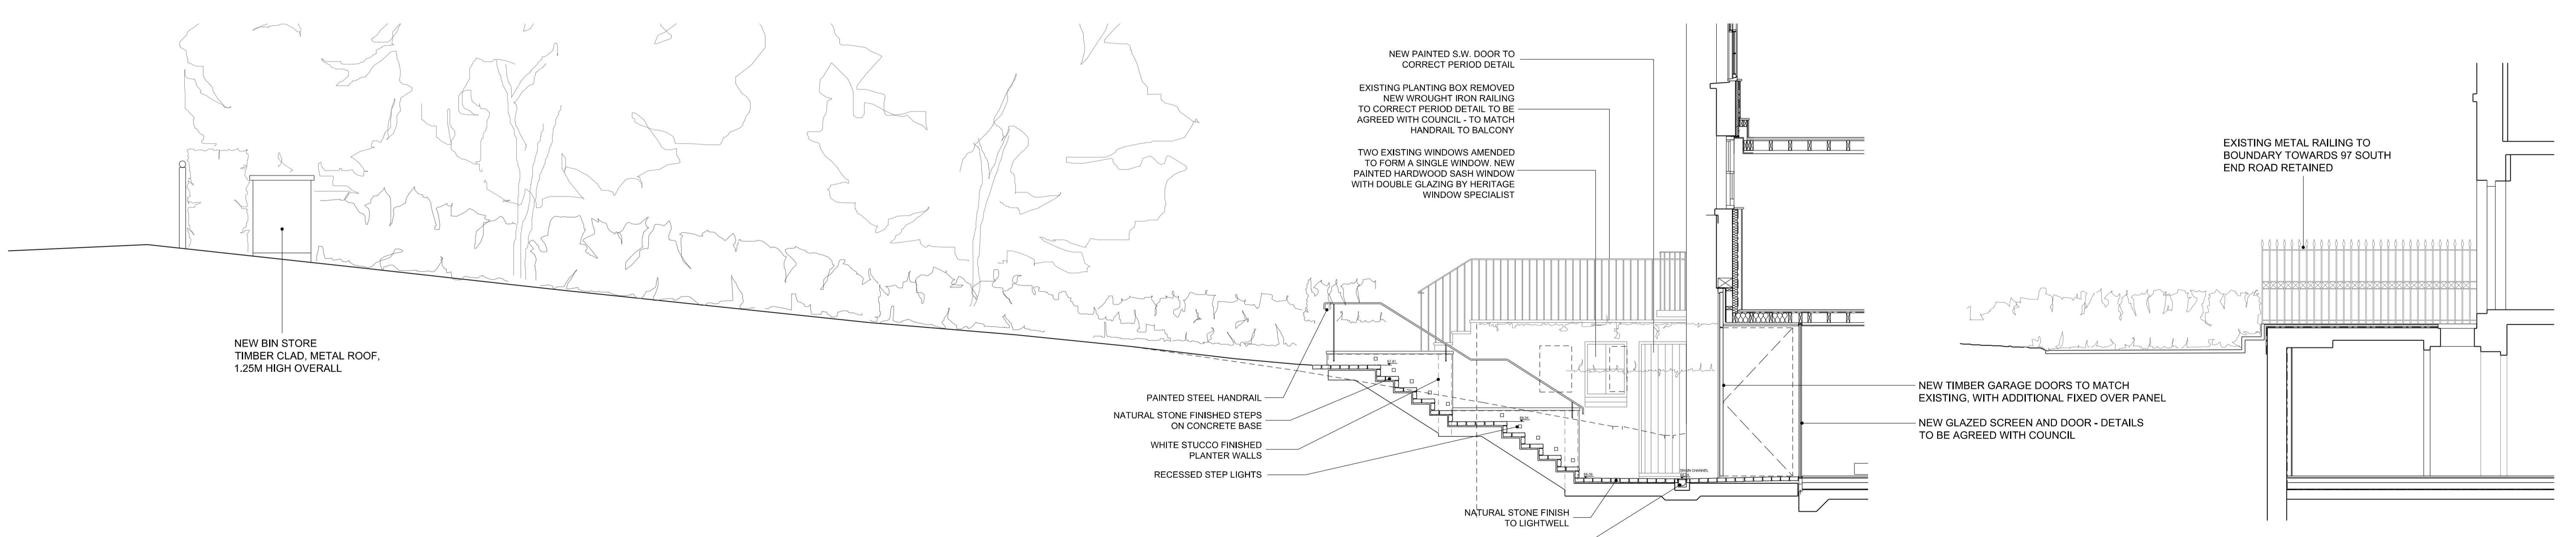 NEW PAINTED S.W. DOOR TO
CORRECT PERIOD DETAIL
EXISTING PLANTING BOX REMOVED
NEW WROUGHT IRON RAILING
TO CORRECT PERIOD DETAIL TO BE
AGREED WITH COUNCIL - TO MATCH
HANDRAIL TO BALCONY
TWO EXISTING WINDOWS AMENDED
TO FORM A SINGLE WINDOW. NEW
PAINTED HARDWOOD SASH WINDOW
WITH DOUBLE GLAZING BY HERITAGE
WINDOW SPECIALIST
EXISTING METAL RAILING TO
BOUNDARY TOWARDS 97 SOUTH
END ROAD RETAINED
NEW BIN STORE
TIMBER CLAD, METAL ROOF,
1.25M HIGH OVERALL
PAINTED STEEL HANDRAIL
NATURAL STONE FINISHED STEPS
ON CONCRETE BASE
WHITE STUCCO FINISHED
PLANTER WALLS
RECESSED STEP LIGHTS
NEW TIMBER GARAGE DOORS TO MATCH
EXISTING, WITH ADDITIONAL FIXED OVER PANEL
NEW GLAZED SCREEN AND DOOR - DETAILS
TO BE AGREED WITH COUNCIL
DRAIN CHANNEL
NATURAL STONE FINISH
TO LIGHTWELL